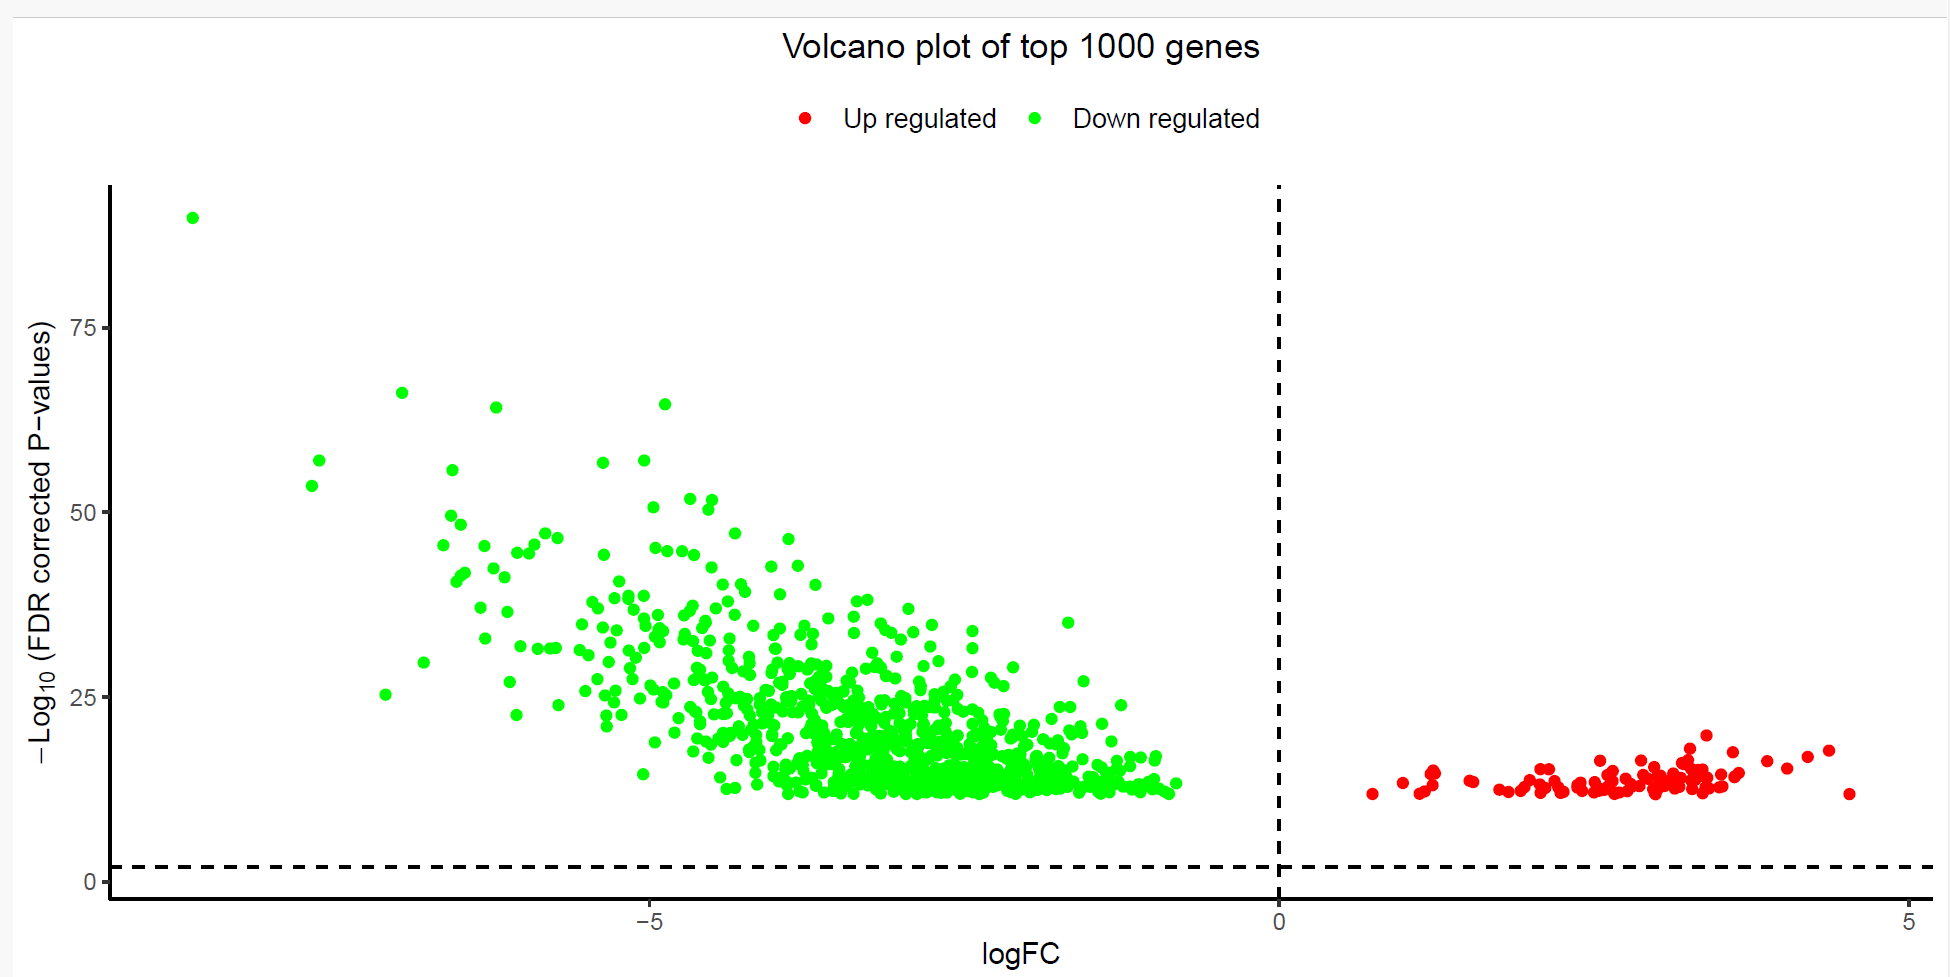 Volcano plot of top 1000 genes
Up regulated
Down regulated
−Log10 (FDR corrected P−values)
75
50
25
0
−5
0
5
logFC